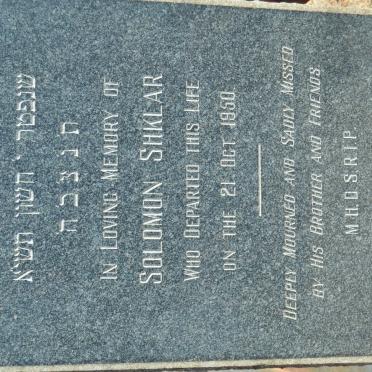 שנפטר י׳ חשון תשי״א
ת נ צ ב ה
IN LOVING MEMORY OF
SOLOMON SHKLAR
WHO DEPARTED THIS LIFE
ON THE 21 OCT 1950
DEEPLY MOURNED AND SADLY MISSED
BY HIS BROTHER AND FRIENDS
M.H.D.S.R.I.P.